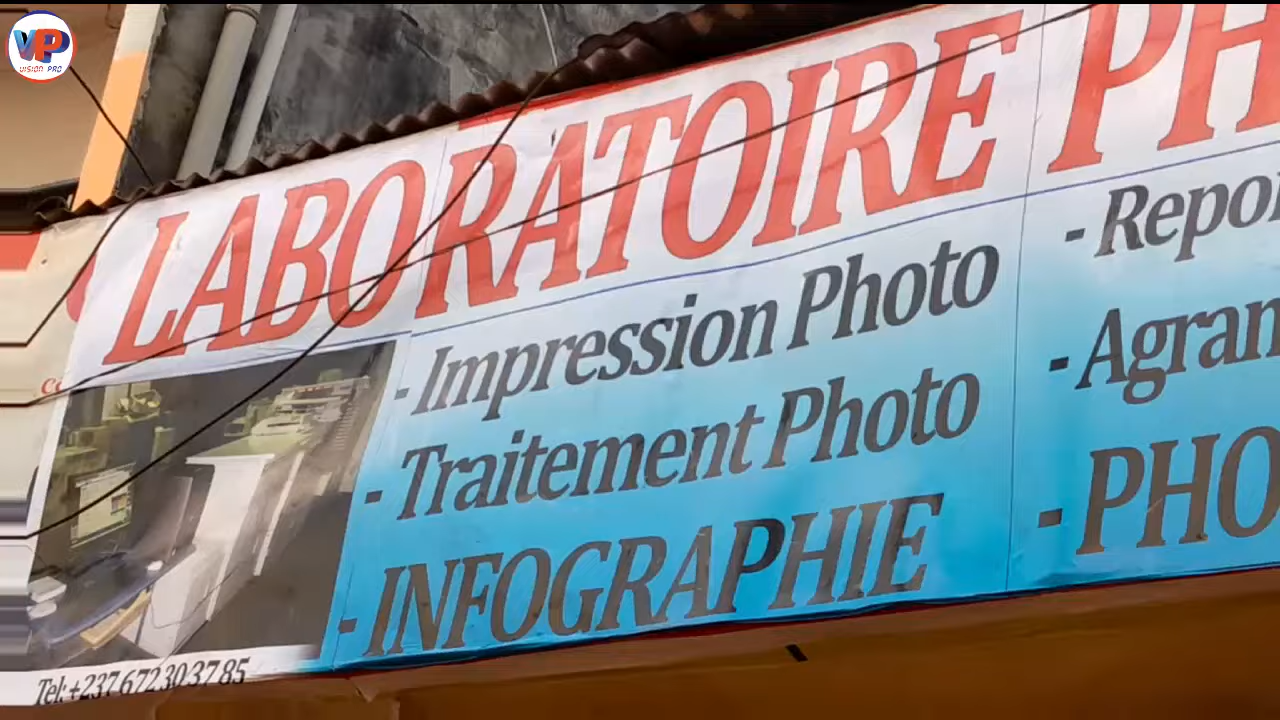 VP
VISION PRO
LABORATOIRE PH
- Impression Photo
- Traitement Photo
- INFOGRAPHIE
- Repor
- Agran
- PHO
Tel: +237 672 30 37 85